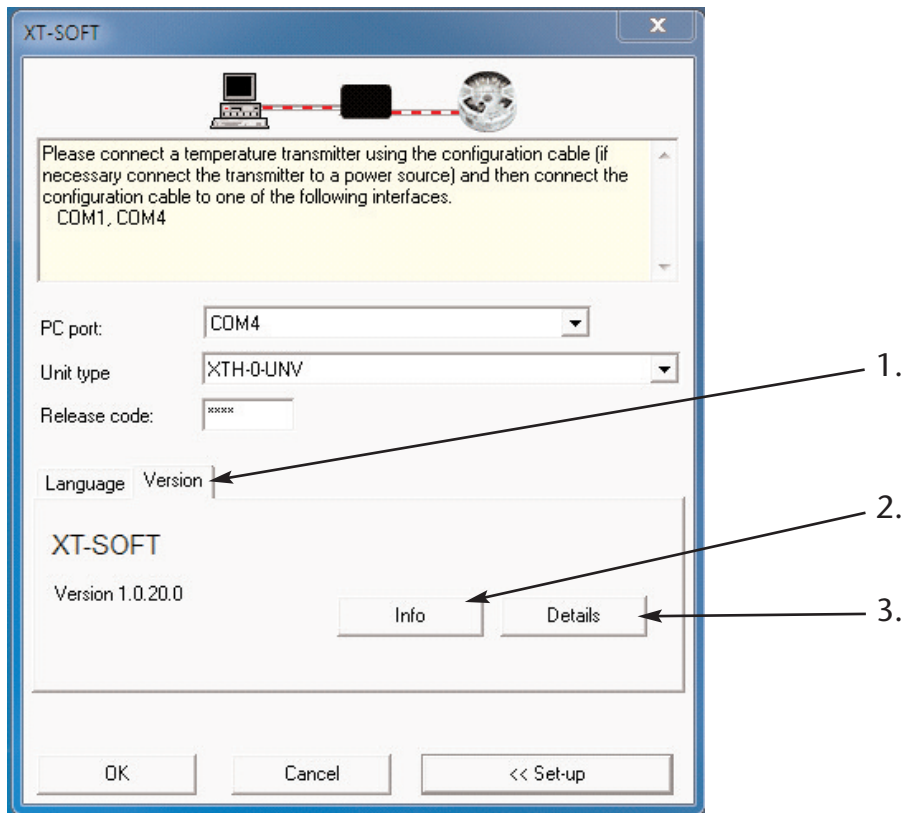 XT-SOFT
X
Please connect a temperature transmitter using the configuration cable (if
necessary connect the transmitter to a power source) and then connect the
configuration cable to one of the following interfaces.
COM1, COM4
PC port:
COM4
Unit type
XTH-0-UNV
1.
Release code:
****
Language
Version
2.
XT-SOFT
Version 1.0.20.0
Info
Details
3.
OK
Cancel
<< Set-up